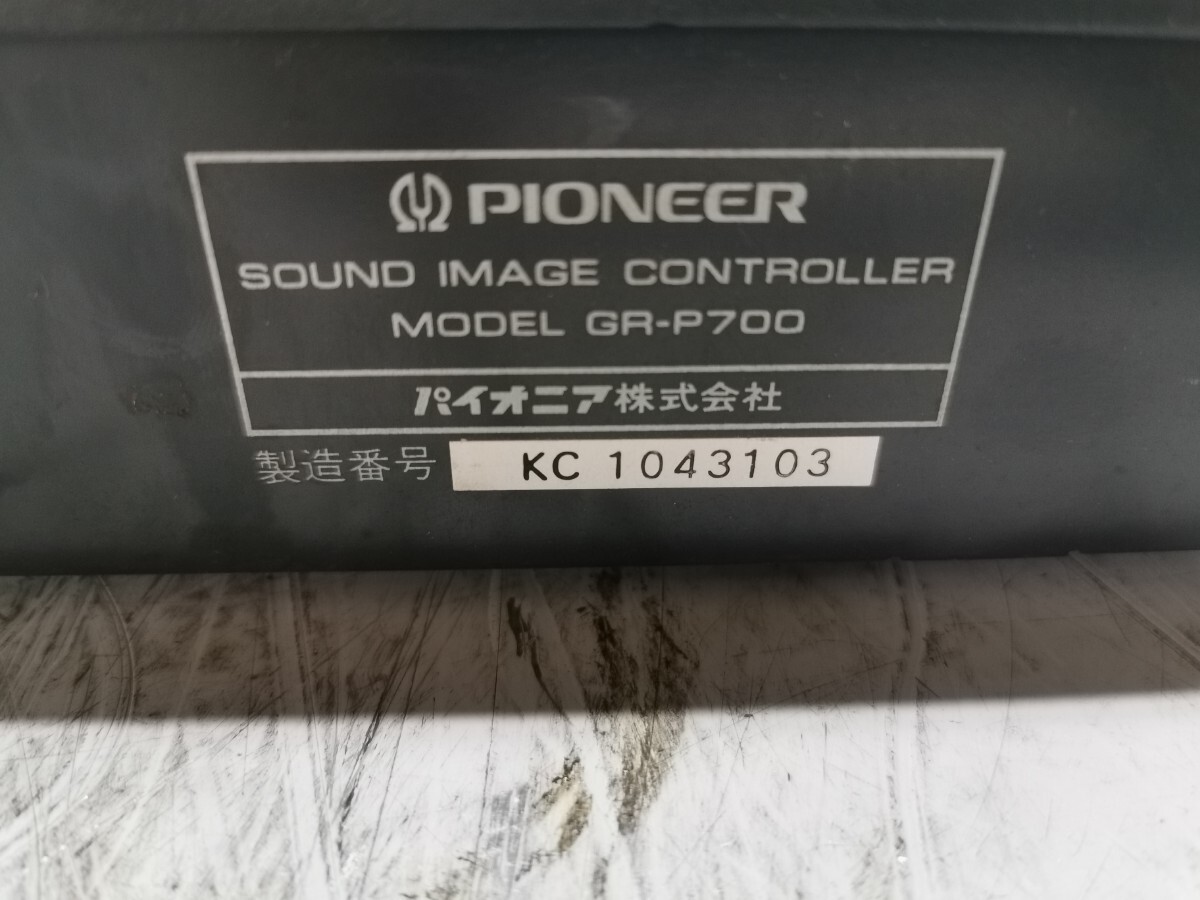 PIONEER
SOUND IMAGE CONTROLLER
MODEL GR-P700
パイオニア株式会社
製造番号 KC 1043103